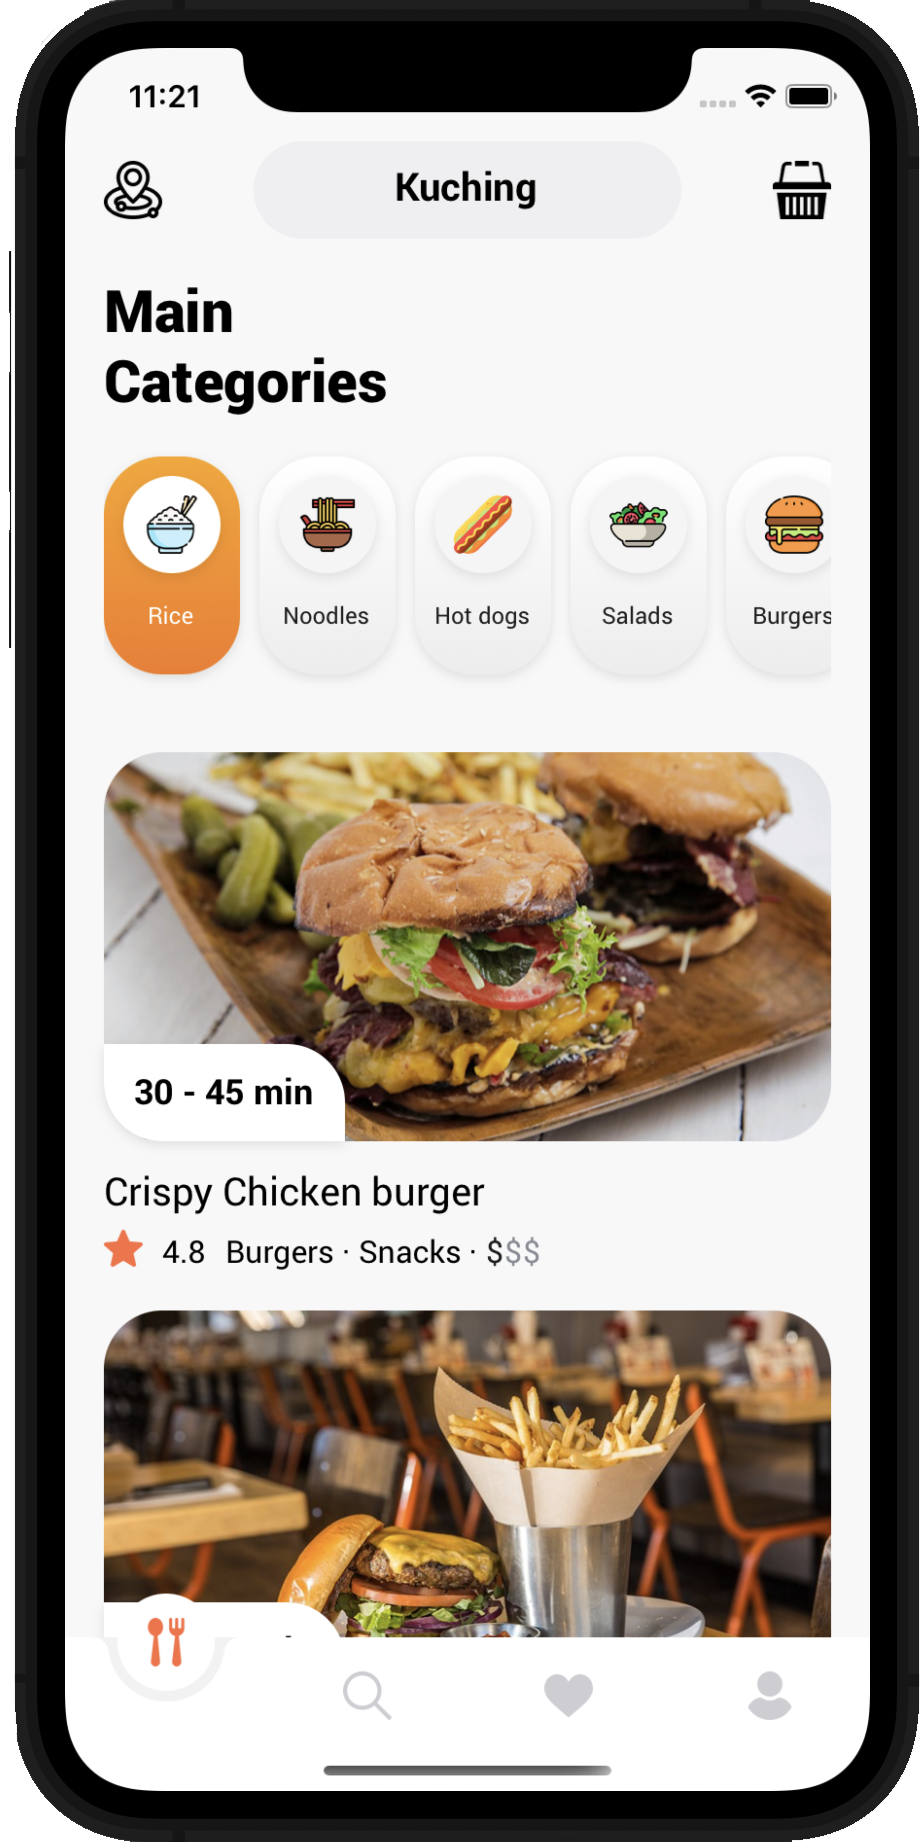 11:21
Kuching
Main
Categories
Rice
Noodles
Hot dogs
Salads
Burgers
30 - 45 min
Crispy Chicken burger
4.8 Burgers · Snacks · $$$